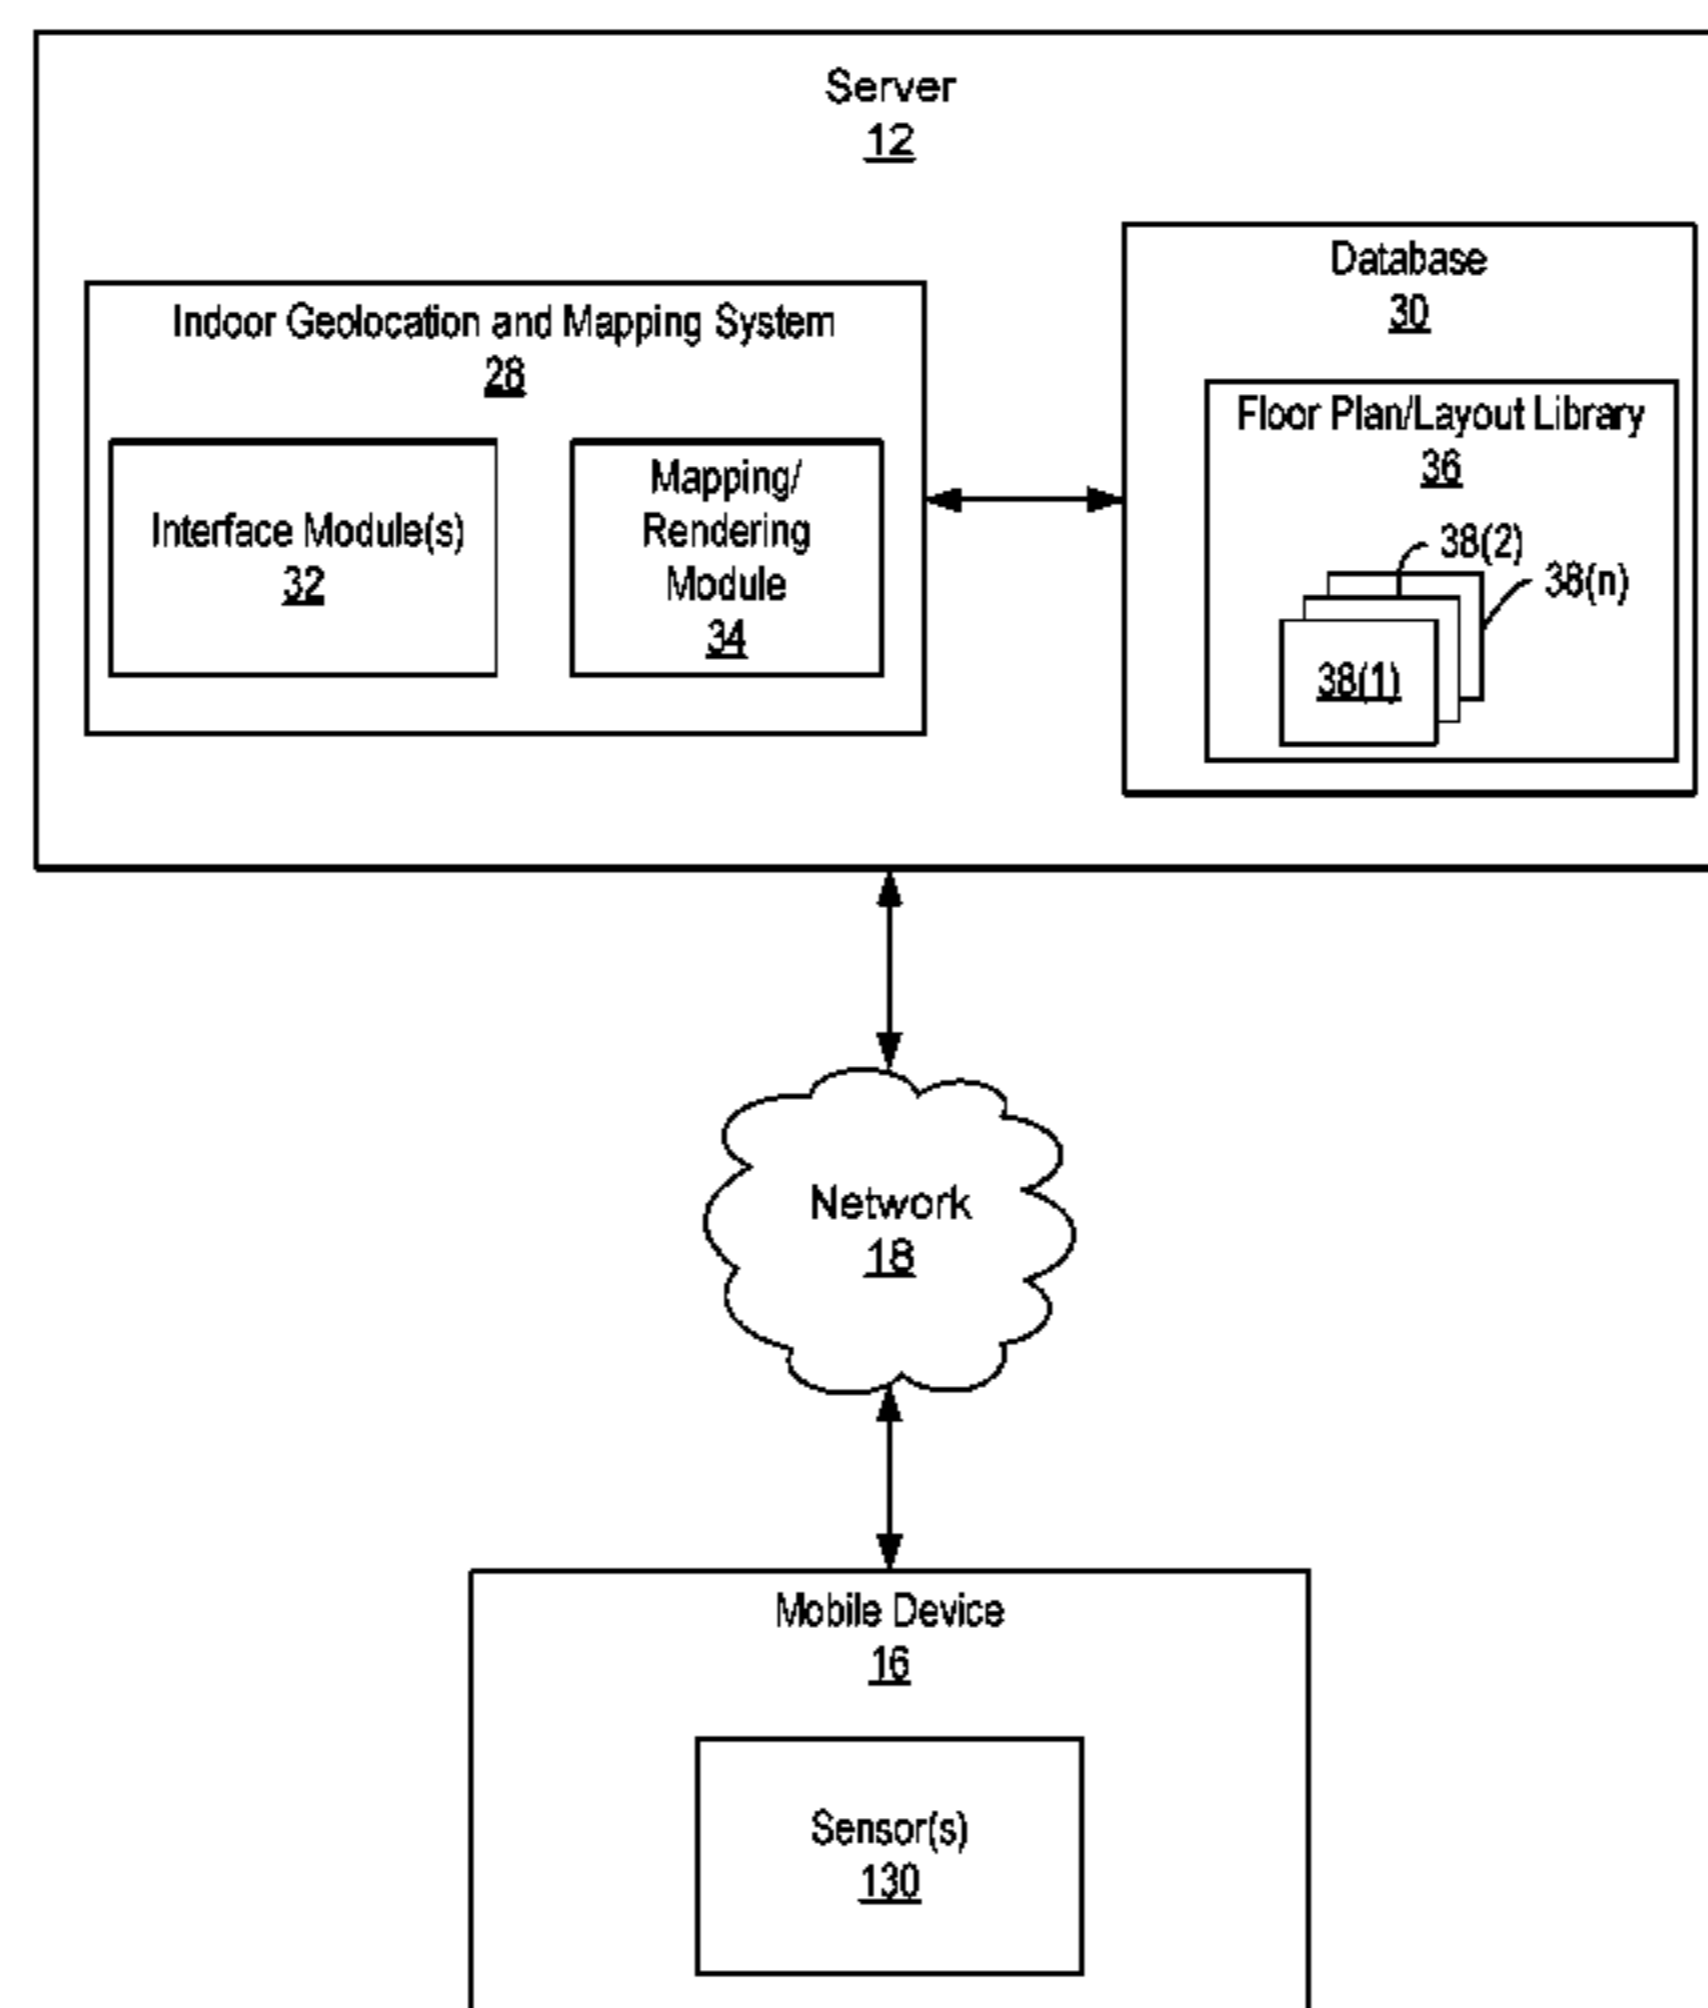 Server
12
Indoor Geolocation and Mapping System
28
Interface Module(s)
32
Mapping/
Rendering
Module
34
Database
30
Floor Plan/Layout Library
36
38(2)
38(n)
38(1)
Network
18
Mobile Device
16
Sensor(s)
130